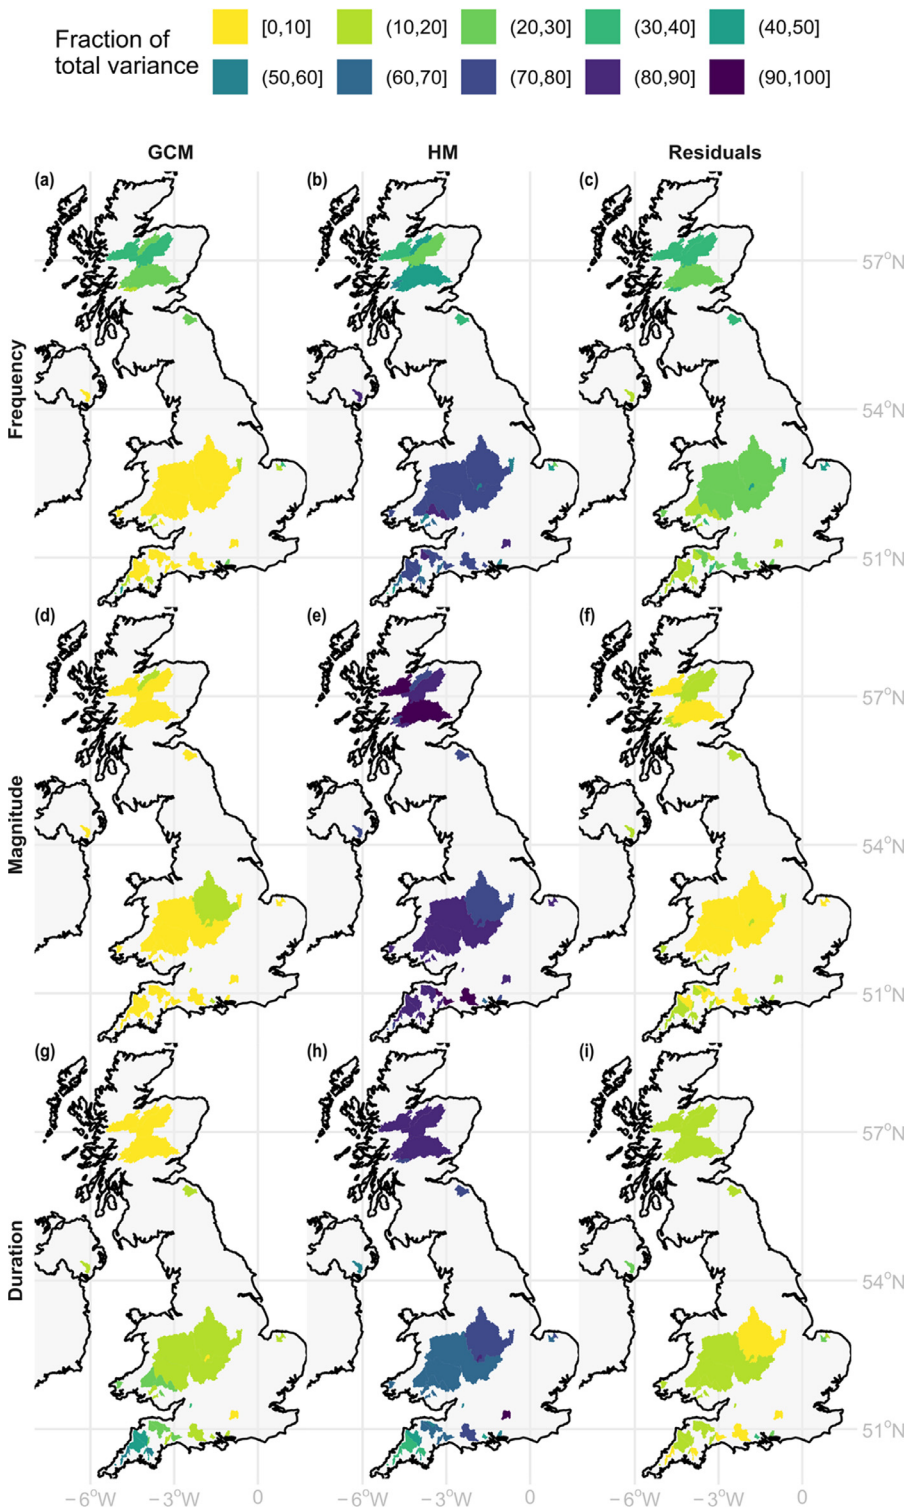 Fraction of
total variance
[0,10] (10,20] (20,30] (30,40] (40,50]
(50,60] (60,70] (70,80] (80,90] (90,100]
GCM HM Residuals
(a) (b) (c)
57°N
Frequency
54°N
51°N
(d) (e) (f)
57°N
Magnitude
54°N
51°N
(g) (h) (i)
57°N
Duration
54°N
51°N
−6°W −3°W 0 −6°W −3°W 0 −6°W −3°W 0